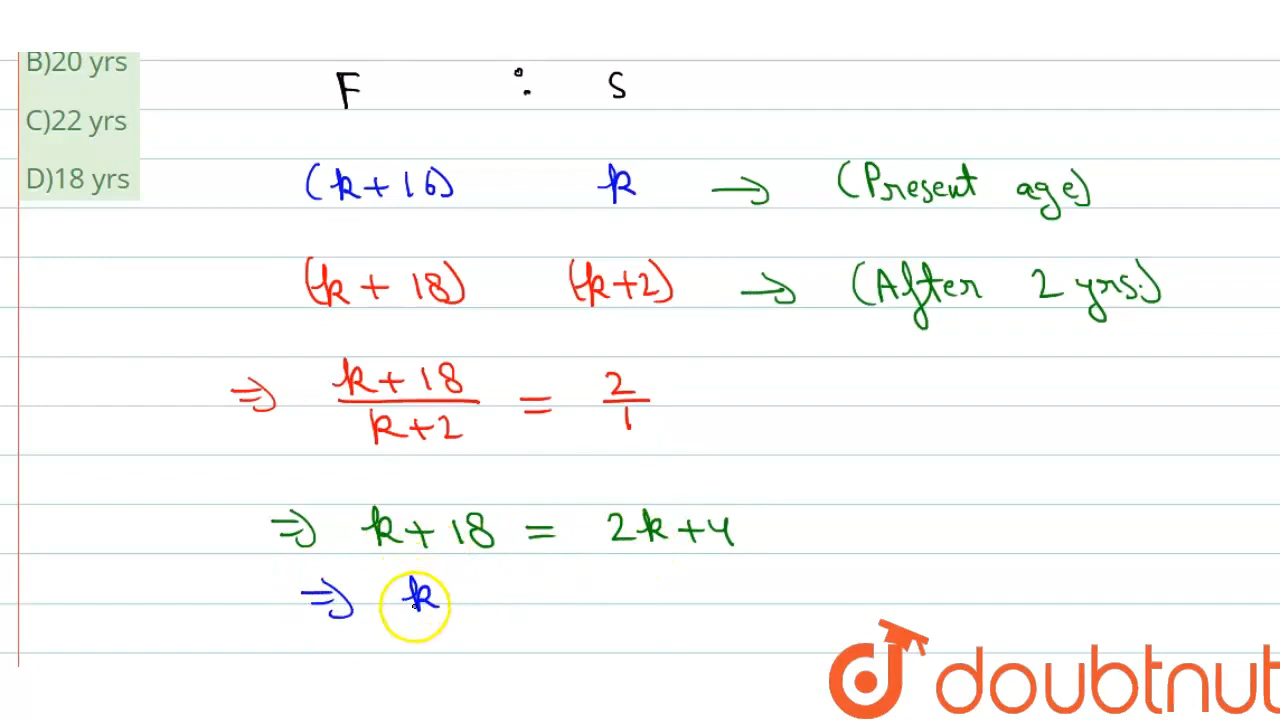 B)20 yrs
F : S
C)22 yrs
D)18 yrs
(k+16) k → (Present age)
(k+18) (k+2) → (After 2 yrs.)
⇒ k+18 / k+2 = 2/1
⇒ k+18 = 2k+4
⇒ k
doubtnut